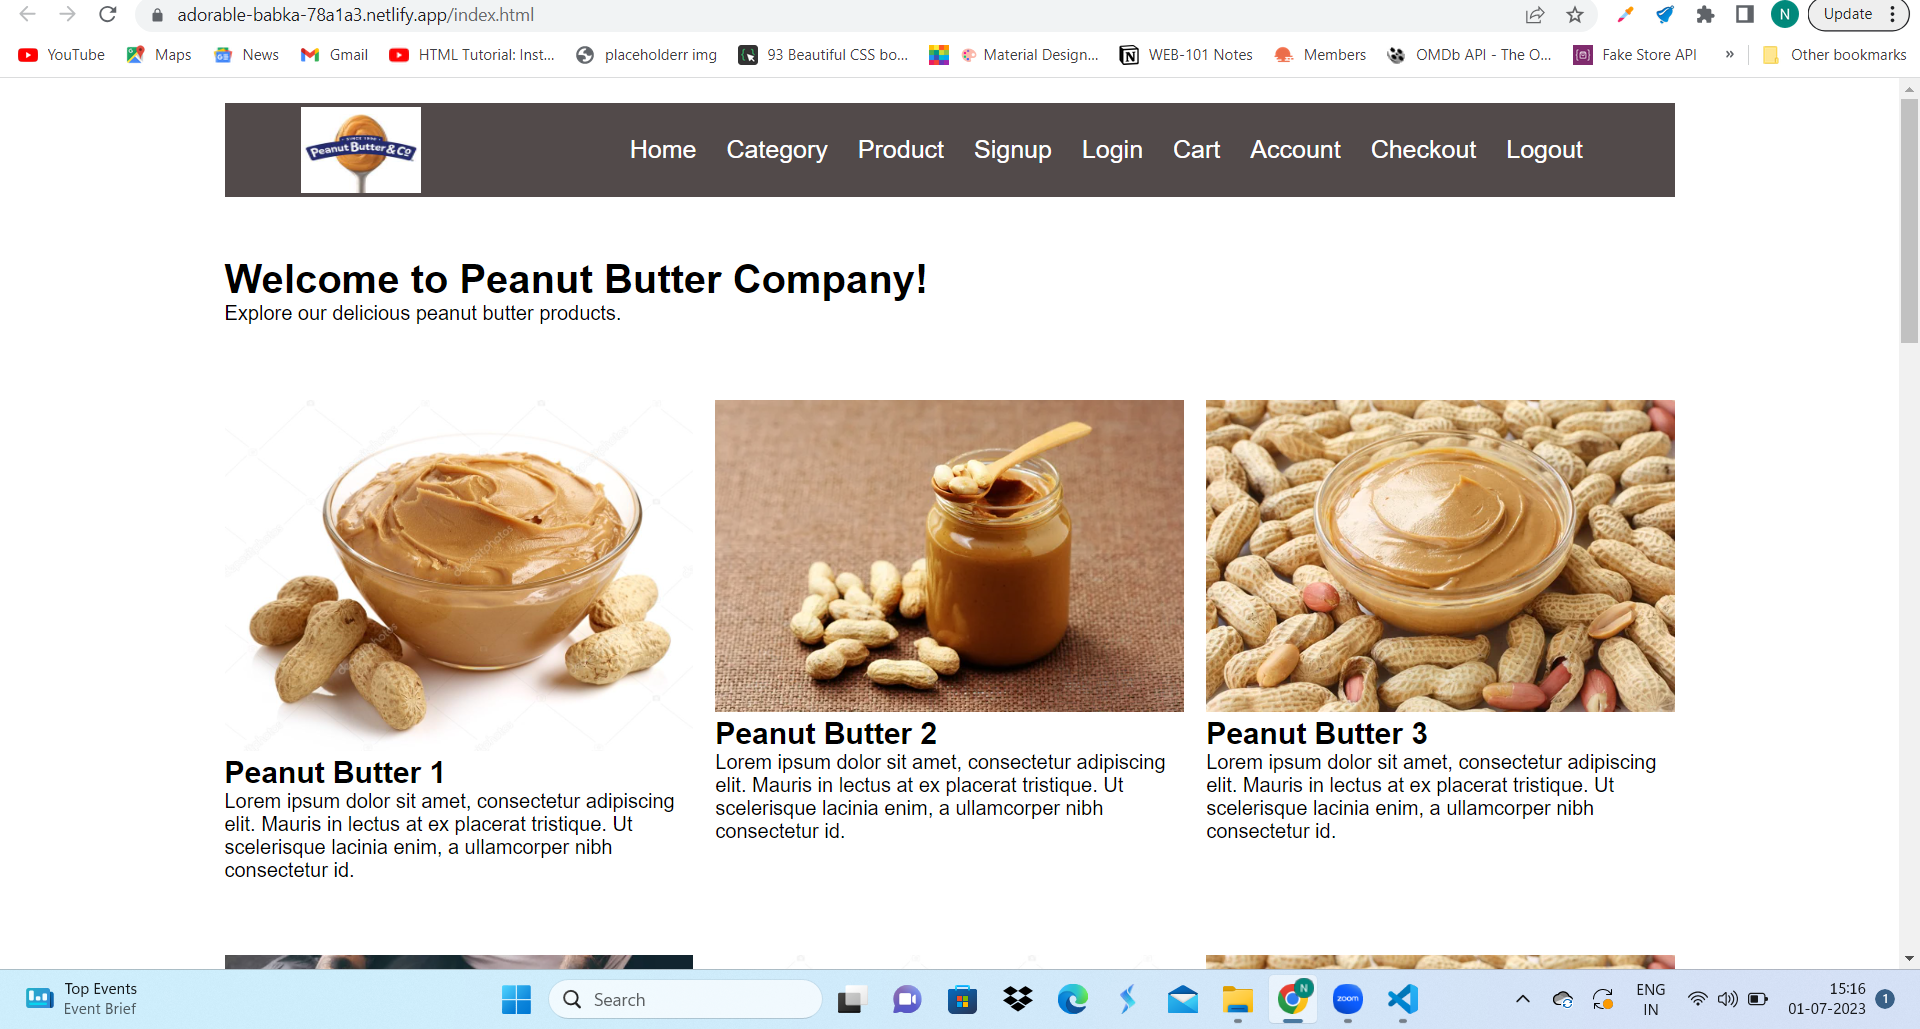 adorable-babka-78a1a3.netlify.app/index.html
N
Update
YouTube
Maps
News
Gmail
HTML Tutorial: Inst...
placeholderr img
93 Beautiful CSS bo...
Material Design...
WEB-101 Notes
Members
OMDb API - The O...
Fake Store API
»
Other bookmarks
SINCE 1998
Peanut Butter & Co
Home
Category
Product
Signup
Login
Cart
Account
Checkout
Logout
Welcome to Peanut Butter Company!
Explore our delicious peanut butter products.
depositphotos
Peanut Butter 1
Lorem ipsum dolor sit amet, consectetur adipiscing
elit. Mauris in lectus at ex placerat tristique. Ut
scelerisque lacinia enim, a ullamcorper nibh
consectetur id.
Peanut Butter 2
Lorem ipsum dolor sit amet, consectetur adipiscing
elit. Mauris in lectus at ex placerat tristique. Ut
scelerisque lacinia enim, a ullamcorper nibh
consectetur id.
Peanut Butter 3
Lorem ipsum dolor sit amet, consectetur adipiscing
elit. Mauris in lectus at ex placerat tristique. Ut
scelerisque lacinia enim, a ullamcorper nibh
consectetur id.
Top Events
Event Brief
Search
N
zoom
ENG
IN
15:16
01-07-2023
1